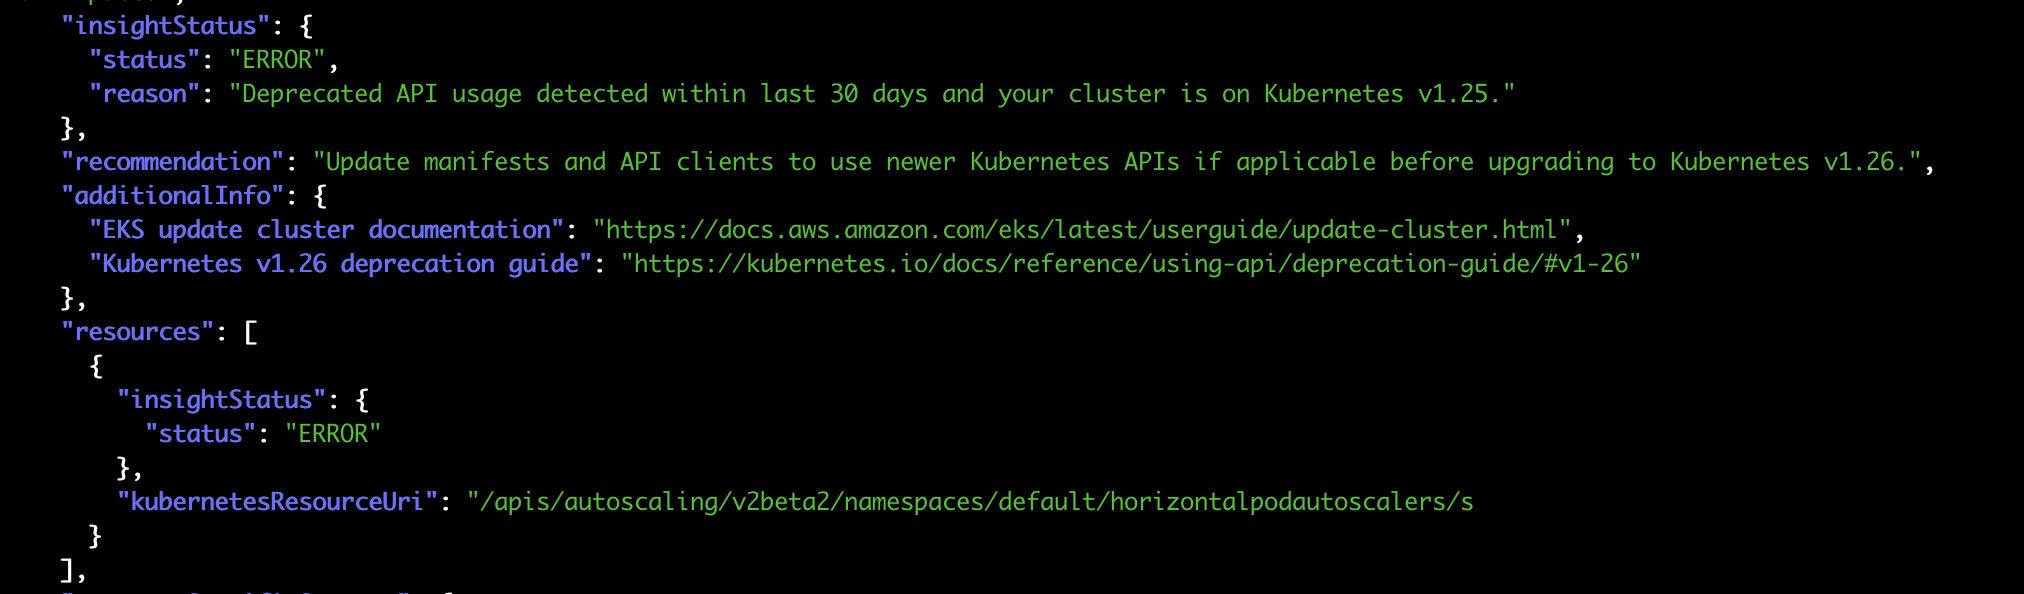 "insightStatus": {
"status": "ERROR",
"reason": "Deprecated API usage detected within last 30 days and your cluster is on Kubernetes v1.25."
},
"recommendation": "Update manifests and API clients to use newer Kubernetes APIs if applicable before upgrading to Kubernetes v1.26.",
"additionalInfo": {
"EKS update cluster documentation": "https://docs.aws.amazon.com/eks/latest/userguide/update-cluster.html",
"Kubernetes v1.26 deprecation guide": "https://kubernetes.io/docs/reference/using-api/deprecation-guide/#v1-26"
},
"resources": [
{
"insightStatus": {
"status": "ERROR"
},
"kubernetesResourceUri": "/apis/autoscaling/v2beta2/namespaces/default/horizontalpodautoscalers/s
}
],